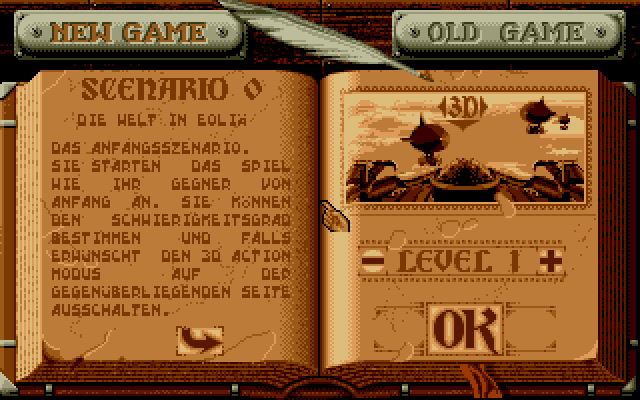 NEW GAME
OLD GAME
SCENARIO 0
DIE WELT IN EOLIA
DAS ANFANGSSZENARIO.
SIE STARTEN DAS SPIEL
WIE IHR GEGNER VON
ANFANG AN. SIE KÖNNEN
DEN SCHWIERIGKEITSGRAD
BESTIMMEN UND FALLS
ERWÜNSCHT DEN 3D ACTION
MODUS AUF DER
GEGENÜBERLIEGENDEN SEITE
AUSSCHALTEN.
3D
- LEVEL 1 +
OK